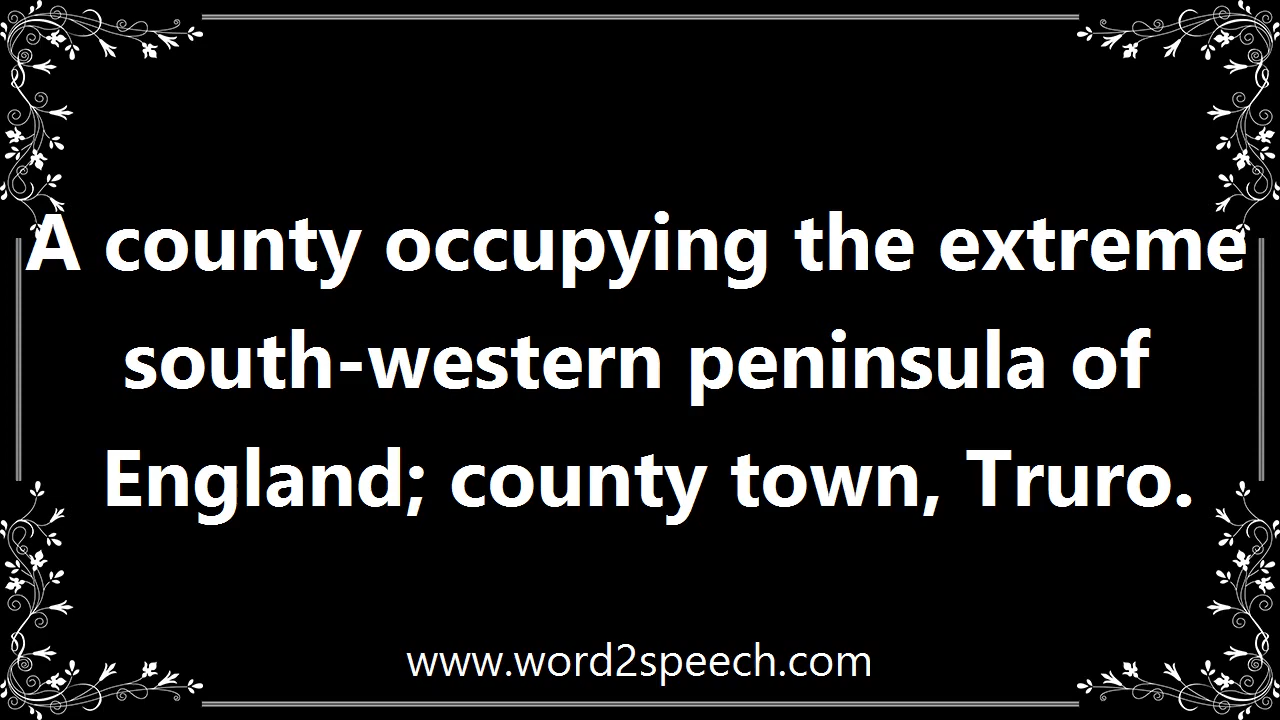 A county occupying the extreme
south-western peninsula of
England; county town, Truro.
www.word2speech.com